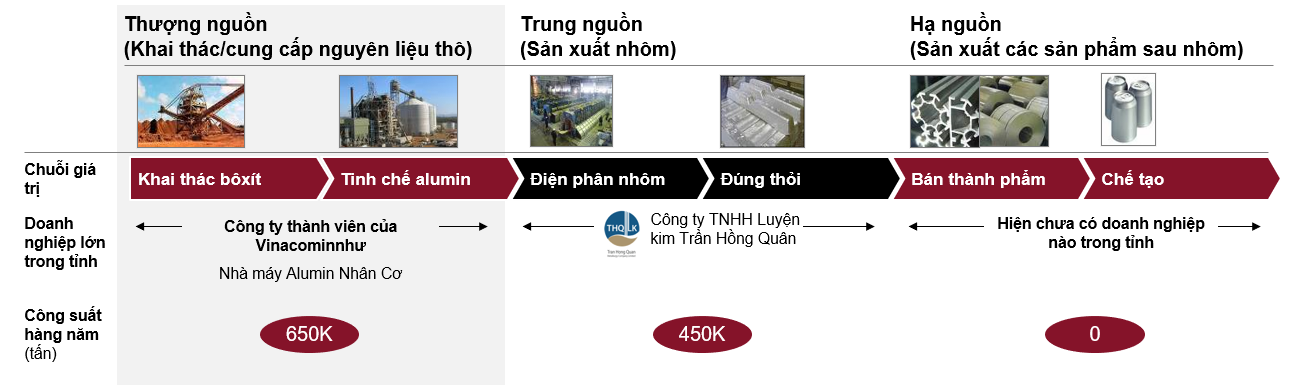 Thượng nguồn
(Khai thác/cung cấp nguyên liệu thô)
Trung nguồn
(Sản xuất nhôm)
Hạ nguồn
(Sản xuất các sản phẩm sau nhôm)
Chuỗi giá
trị
Khai thác bôxít
Tinh chế alumin
Điện phân nhôm
Đúng thỏi
Bán thành phẩm
Chế tạo
Doanh
nghiệp lớn
trong tỉnh
Công ty thành viên của
Vinacominnhư
Nhà máy Alumin Nhân Cơ
THQ LK
Tran Hong Quan
Công ty TNHH Luyện
kim Trần Hồng Quân
Hiện chưa có doanh nghiệp
nào trong tỉnh
Công suất
hàng năm
(tấn)
650K
450K
0